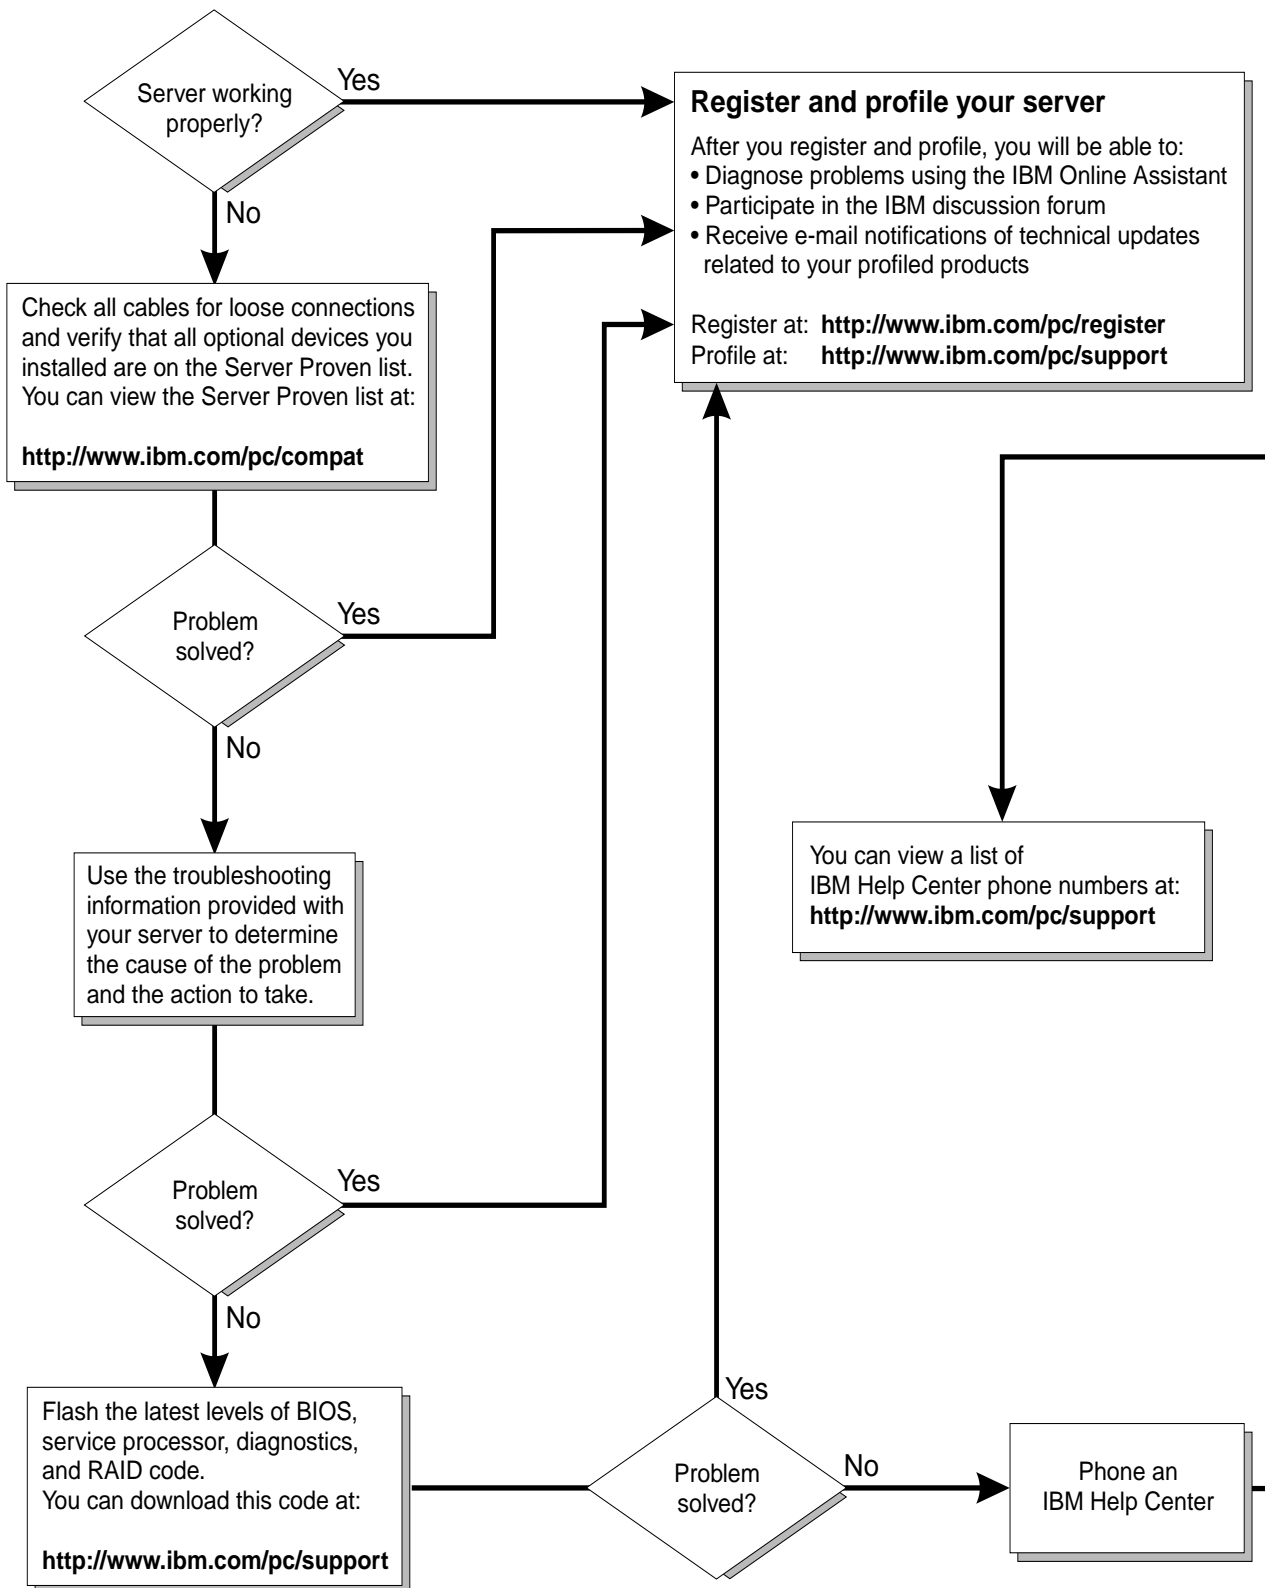 Server working
properly?
Yes
No
Register and profile your server
After you register and profile, you will be able to:
• Diagnose problems using the IBM Online Assistant
• Participate in the IBM discussion forum
• Receive e-mail notifications of technical updates
related to your profiled products
Register at: http://www.ibm.com/pc/register
Profile at: http://www.ibm.com/pc/support
Check all cables for loose connections
and verify that all optional devices you
installed are on the Server Proven list.
You can view the Server Proven list at:
http://www.ibm.com/pc/compat
Problem
solved?
Yes
No
Use the troubleshooting
information provided with
your server to determine
the cause of the problem
and the action to take.
You can view a list of
IBM Help Center phone numbers at:
http://www.ibm.com/pc/support
Problem
solved?
Yes
No
Flash the latest levels of BIOS,
service processor, diagnostics,
and RAID code.
You can download this code at:
http://www.ibm.com/pc/support
Problem
solved?
Yes
No
Phone an
IBM Help Center